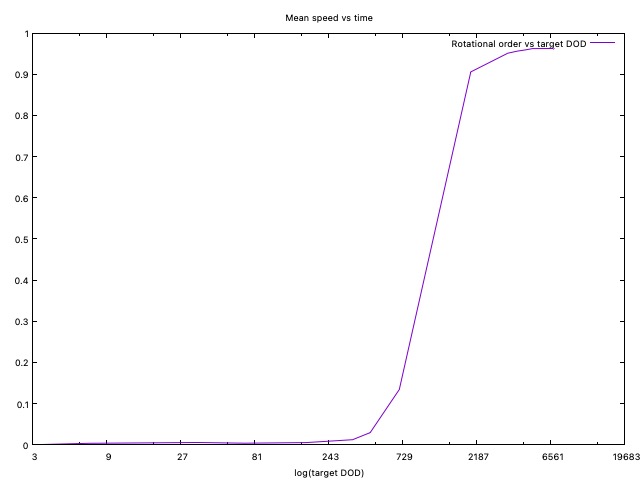 Mean speed vs time
Rotational order vs target DOD
1
0.9
0.8
0.7
0.6
0.5
0.4
0.3
0.2
0.1
0
3 9 27 81 243 729 2187 6561 19683
log(target DOD)